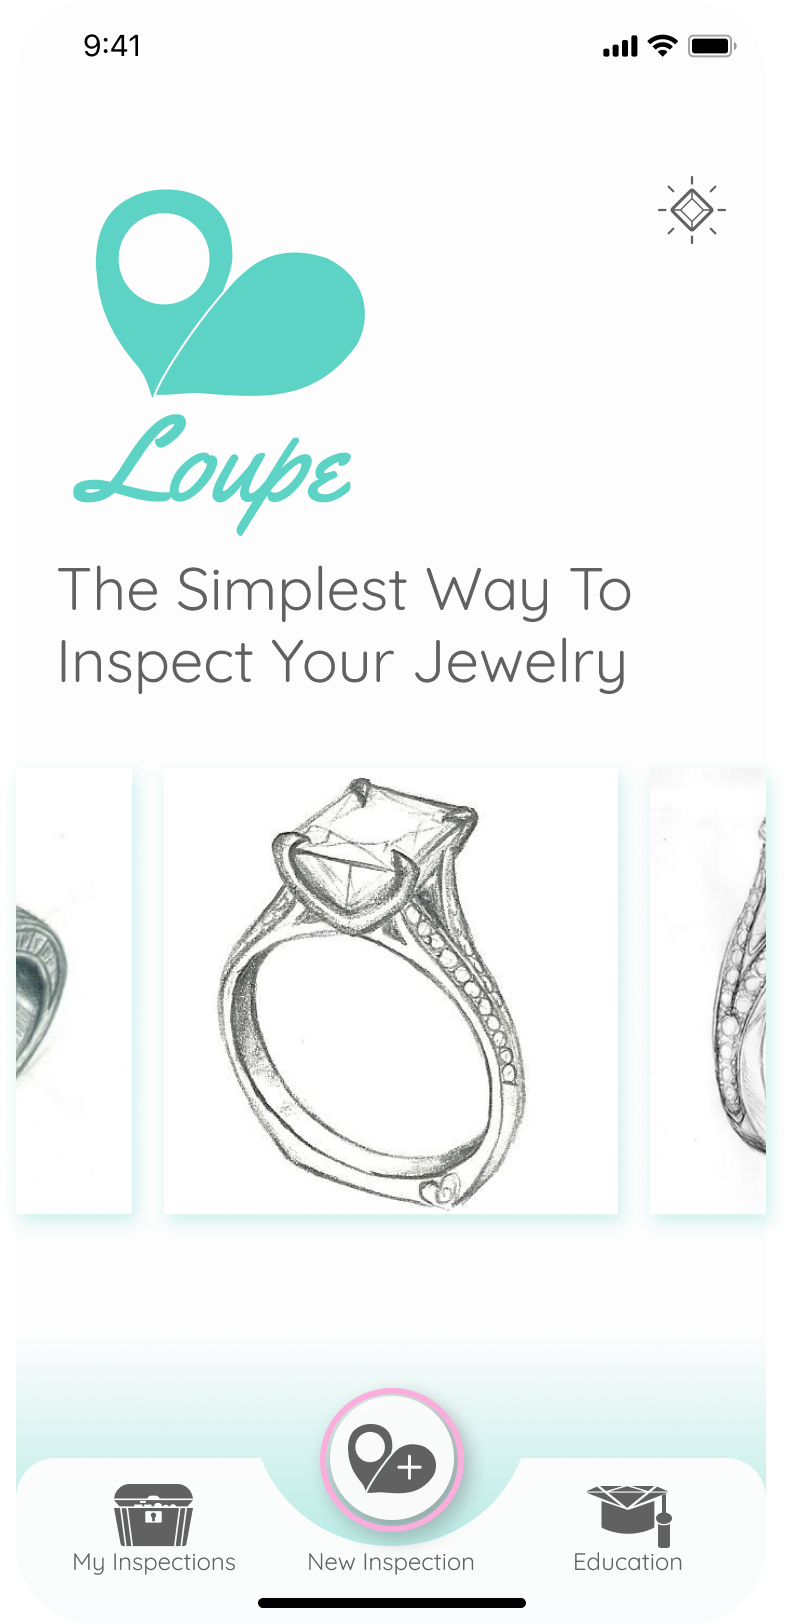 9:41
Loupe
The Simplest Way To
Inspect Your Jewelry
My Inspections
New Inspection
Education